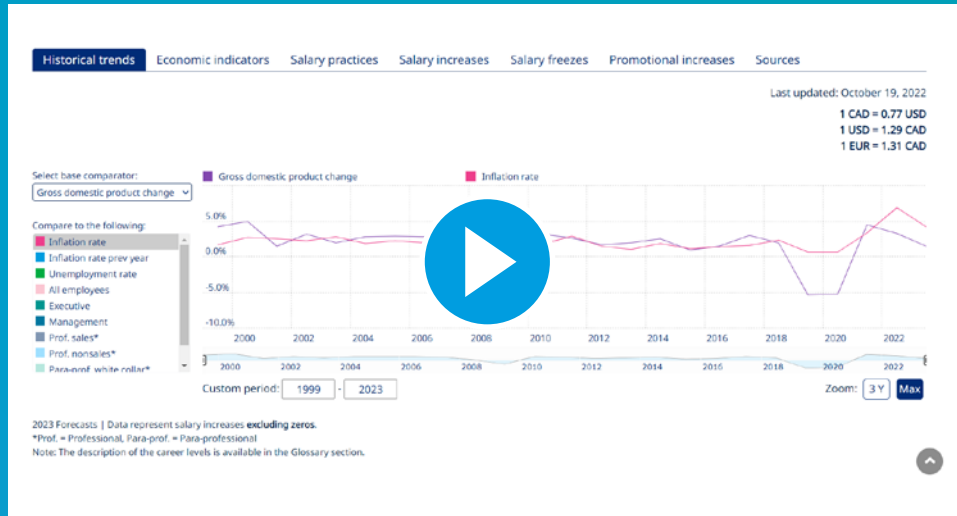 Historical trends Economic indicators Salary practices Salary increases Salary freezes Promotional increases Sources
Last updated: October 19, 2022
1 CAD = 0.77 USD
1 USD = 1.29 CAD
1 EUR = 1.31 CAD
Select base comparator:
Gross domestic product change
Compare to the following:
Inflation rate
Inflation rate prev year
Unemployment rate
All employees
Executive
Management
Prof. sales*
Prof. nonsales*
Para-prof. white collar*
Gross domestic product change Inflation rate
5.0%
0.0%
-5.0%
-10.0%
2000 2002 2004 2006 2008 2010 2012 2014 2016 2018 2020 2022
2000 2002 2004 2006 2008 2010 2012 2014 2016 2018 2020 2022
Custom period: 1999 - 2023 Zoom: 3 Y Max
2023 Forecasts | Data represent salary increases excluding zeros.
*Prof. = Professional, Para-prof. = Para-professional
Note: The description of the career levels is available in the Glossary section.